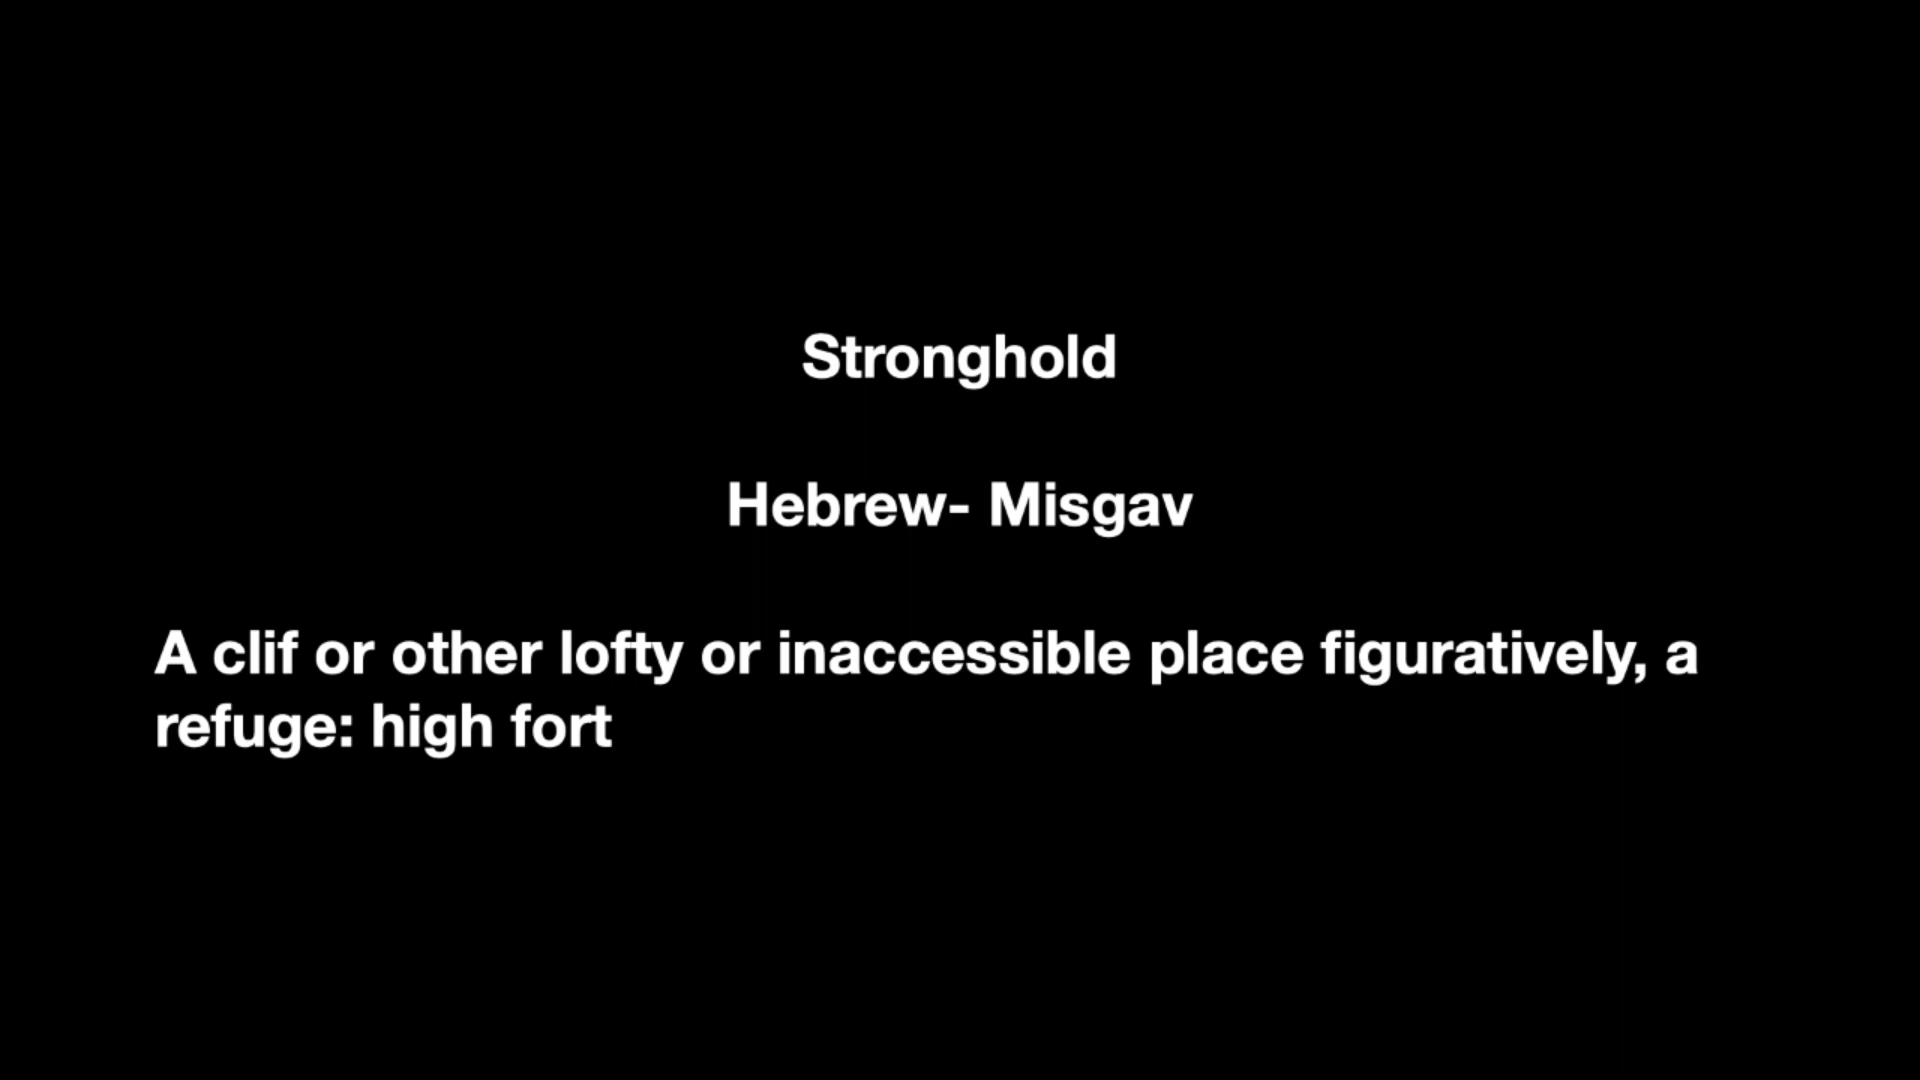 Stronghold
Hebrew- Misgav
A clif or other lofty or inaccessible place figuratively, a
refuge: high fort